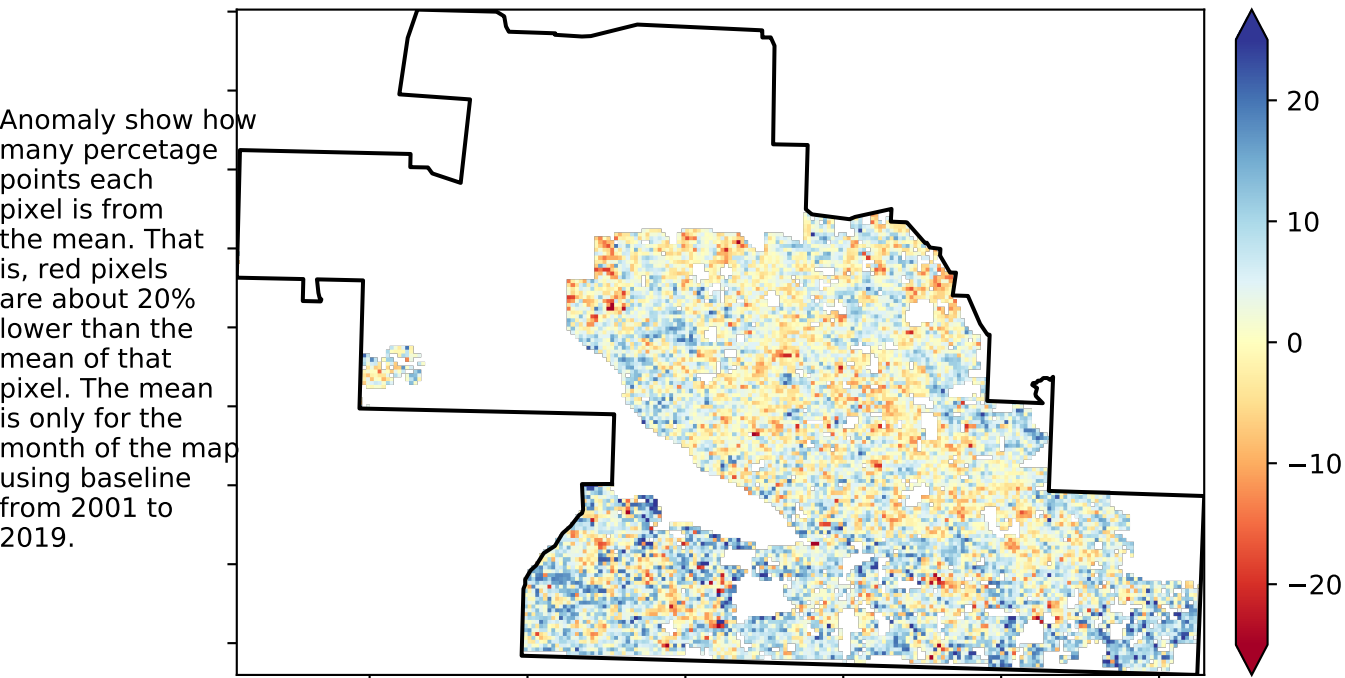 Anomaly show how
many percetage
points each
pixel is from
the mean. That
is, red pixels
are about 20%
lower than the
mean of that
pixel. The mean
is only for the
month of the map
using baseline
from 2001 to
2019.
20
10
0
−10
−20